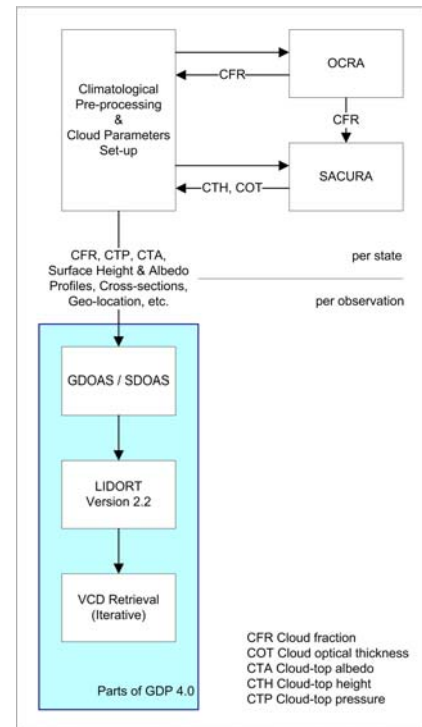 Climatological
Pre-processing
&
Cloud Parameters
Set-up
OCRA
CFR
CFR
SACURA
CTH, COT
CFR, CTP, CTA,
Surface Height & Albedo
Profiles, Cross-sections,
Geo-location, etc.
per state
per observation
GDOAS / SDOAS
LIDORT
Version 2.2
VCD Retrieval
(Iterative)
Parts of GDP 4.0
CFR Cloud fraction
COT Cloud optical thickness
CTA Cloud-top albedo
CTH Cloud-top height
CTP Cloud-top pressure